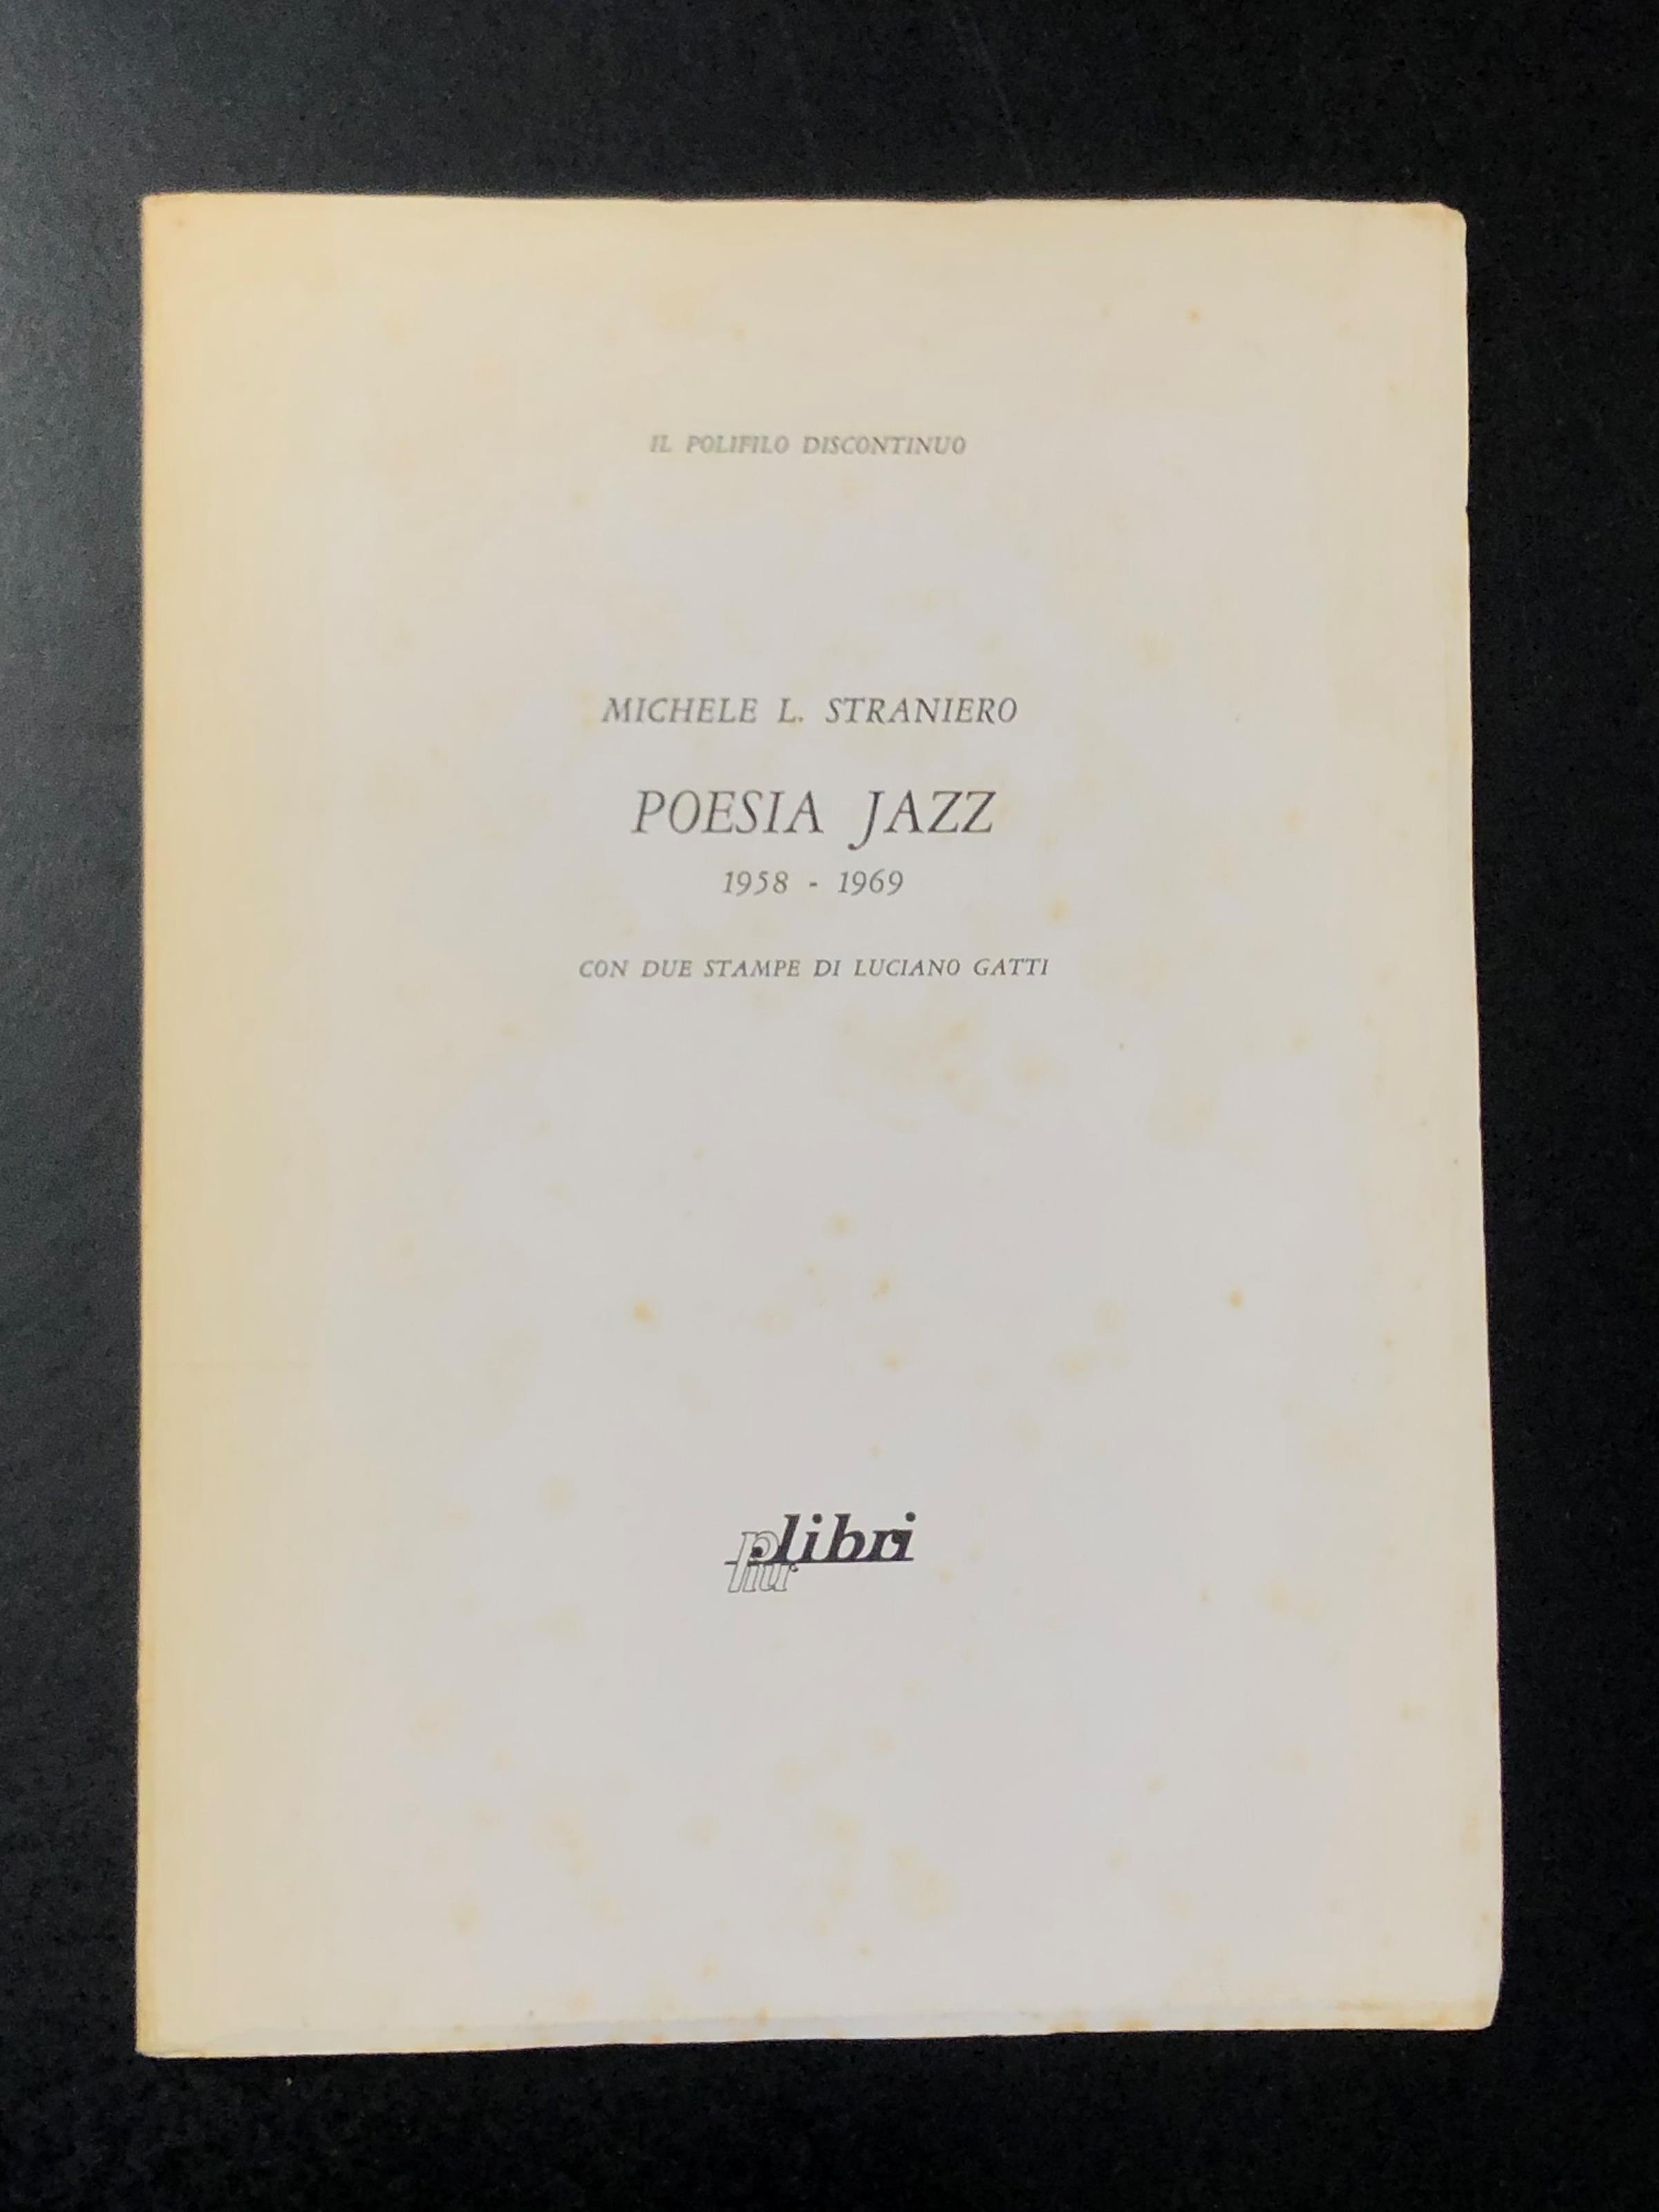 IL POLIFILO DISCONTINUO
MICHELE L. STRANIERO
POESIA JAZZ
1958 - 1969
CON DUE STAMPE DI LUCIANO GATTI
libri